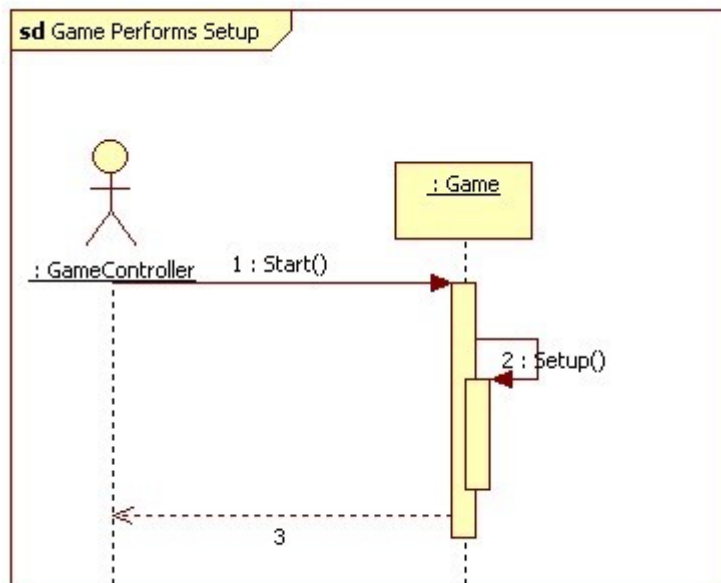 sd Game Performs Setup
: Game
: GameController
1 : Start()
2 : Setup()
3